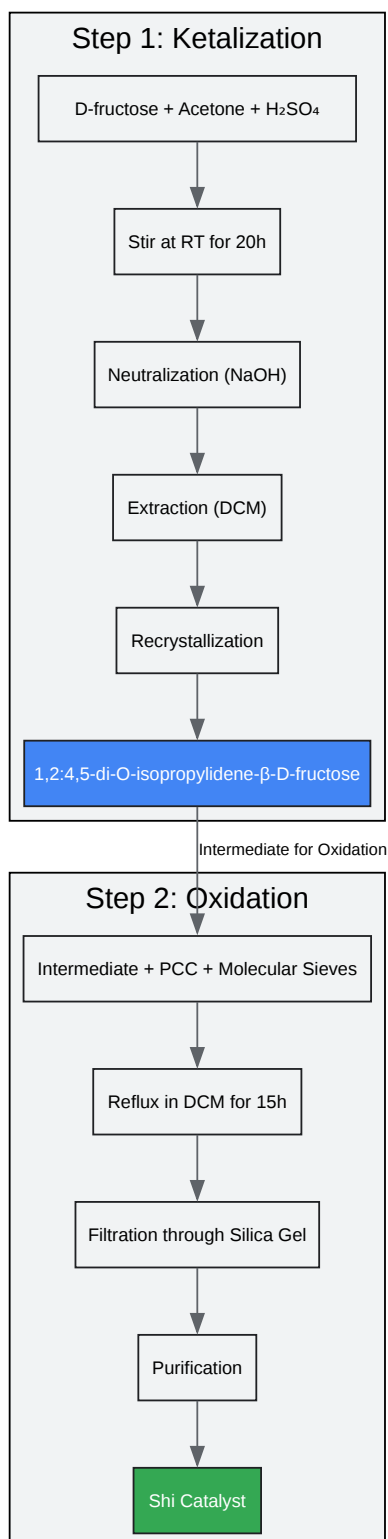 Step 1: Ketalization
D-fructose + Acetone + H₂SO₄
Stir at RT for 20h
Neutralization (NaOH)
Extraction (DCM)
Recrystallization
1,2:4,5-di-O-isopropylidene-β-D-fructose
Intermediate for Oxidation
Step 2: Oxidation
Intermediate + PCC + Molecular Sieves
Reflux in DCM for 15h
Filtration through Silica Gel
Purification
Shi Catalyst